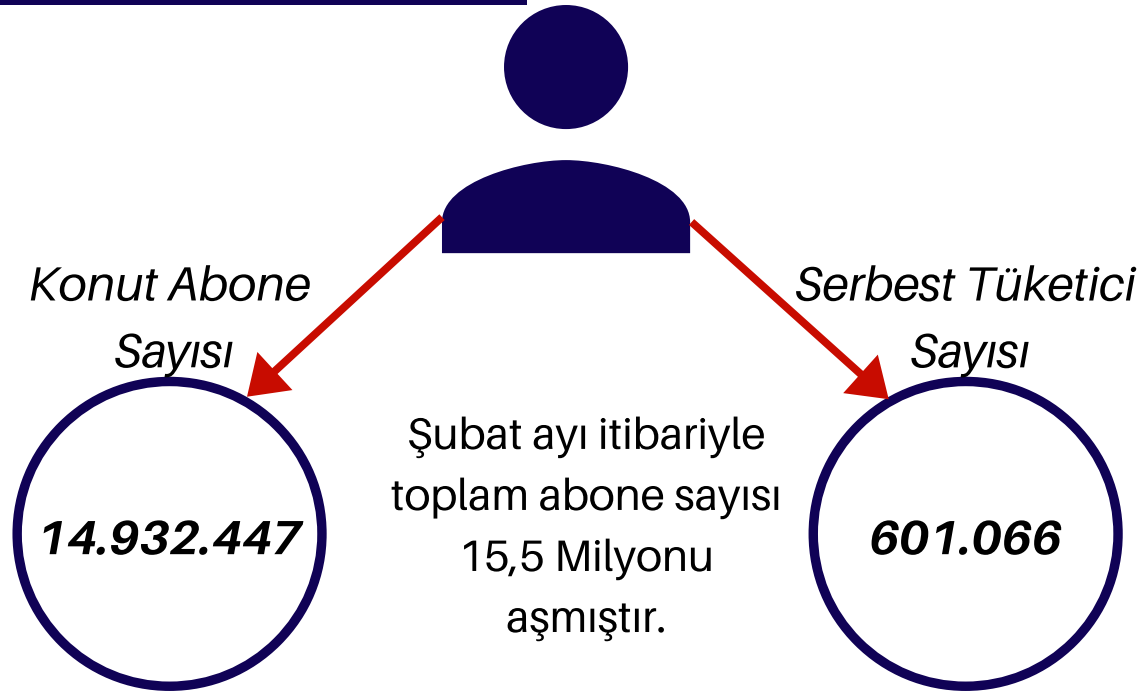 Konut Abone
Sayısı
14.932.447
Şubat ayı itibariyle
toplam abone sayısı
15,5 Milyonu
aşmıştır.
Serbest Tüketici
Sayısı
601.066